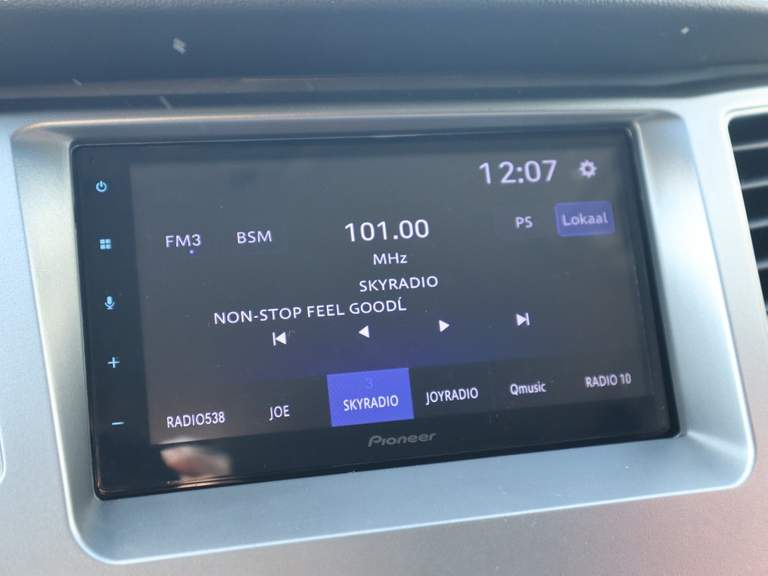 12:07
FM3 BSM 101.00 PS Lokaal
MHz
SKYRADIO
NON-STOP FEEL GOODĹ
3
RADIO538 JOE SKYRADIO JOYRADIO Qmusic RADIO 10
Pioneer